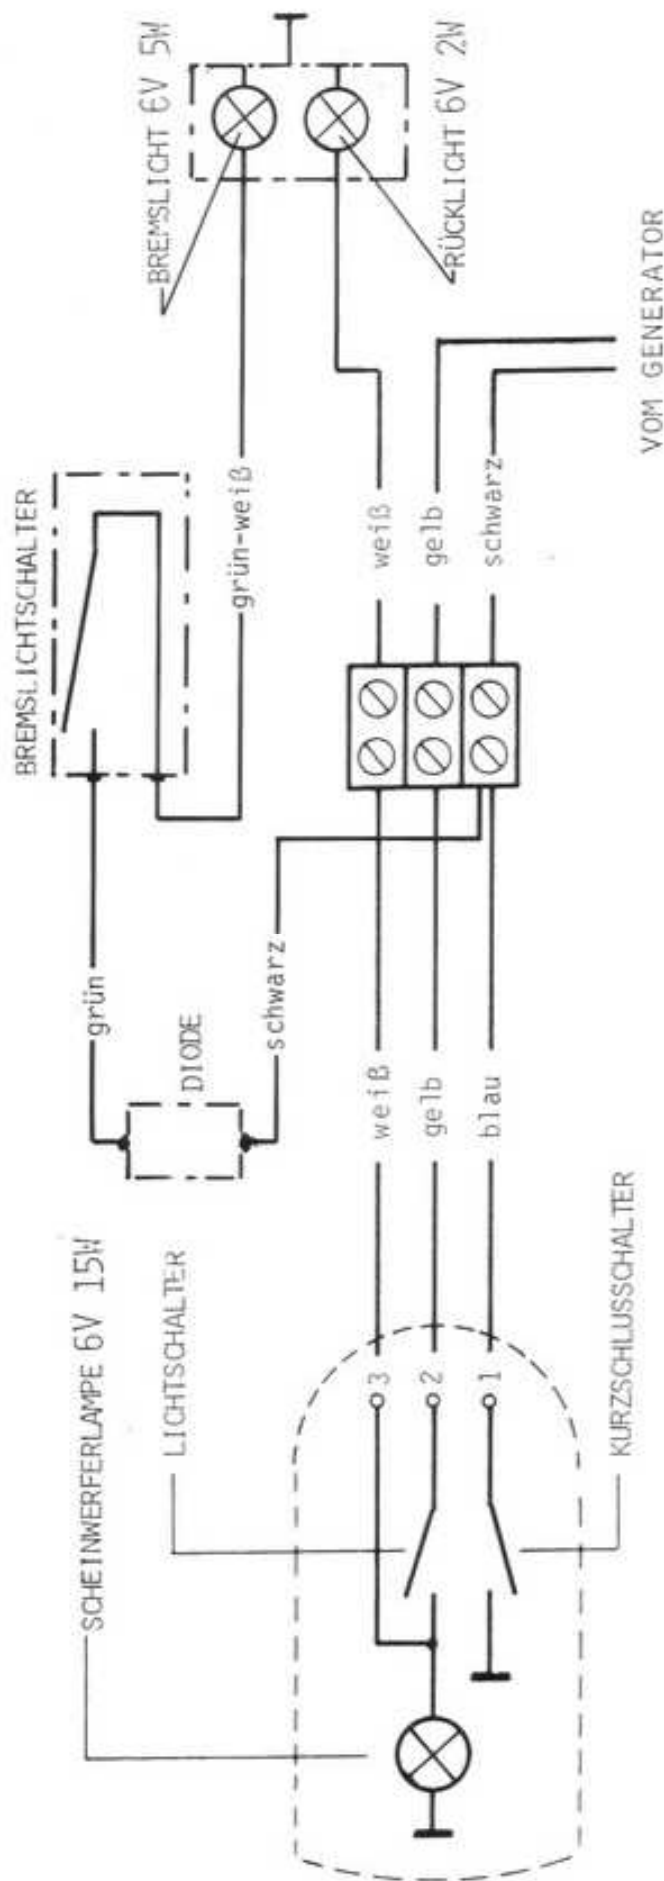 BREMSLICHT 6V 5W
RÜCKLICHT 6V 2W
VOM GENERATOR
BREMSLICHTSCHALTER
grün-weiß
weiß
gelb
schwarz
grün
DIODE
schwarz
weiß
gelb
blau
SCHEINWERFERLAMPE 6V 15W
LICHTSCHALTER
3
2
1
KURZSCHLUSSCHALTER